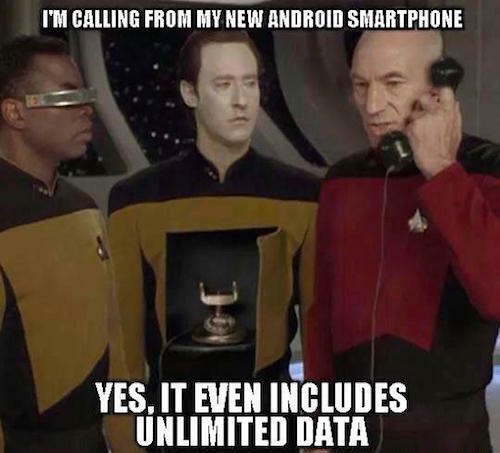 I'M CALLING FROM MY NEW ANDROID SMARTPHONE
YES, IT EVEN INCLUDES
UNLIMITED DATA